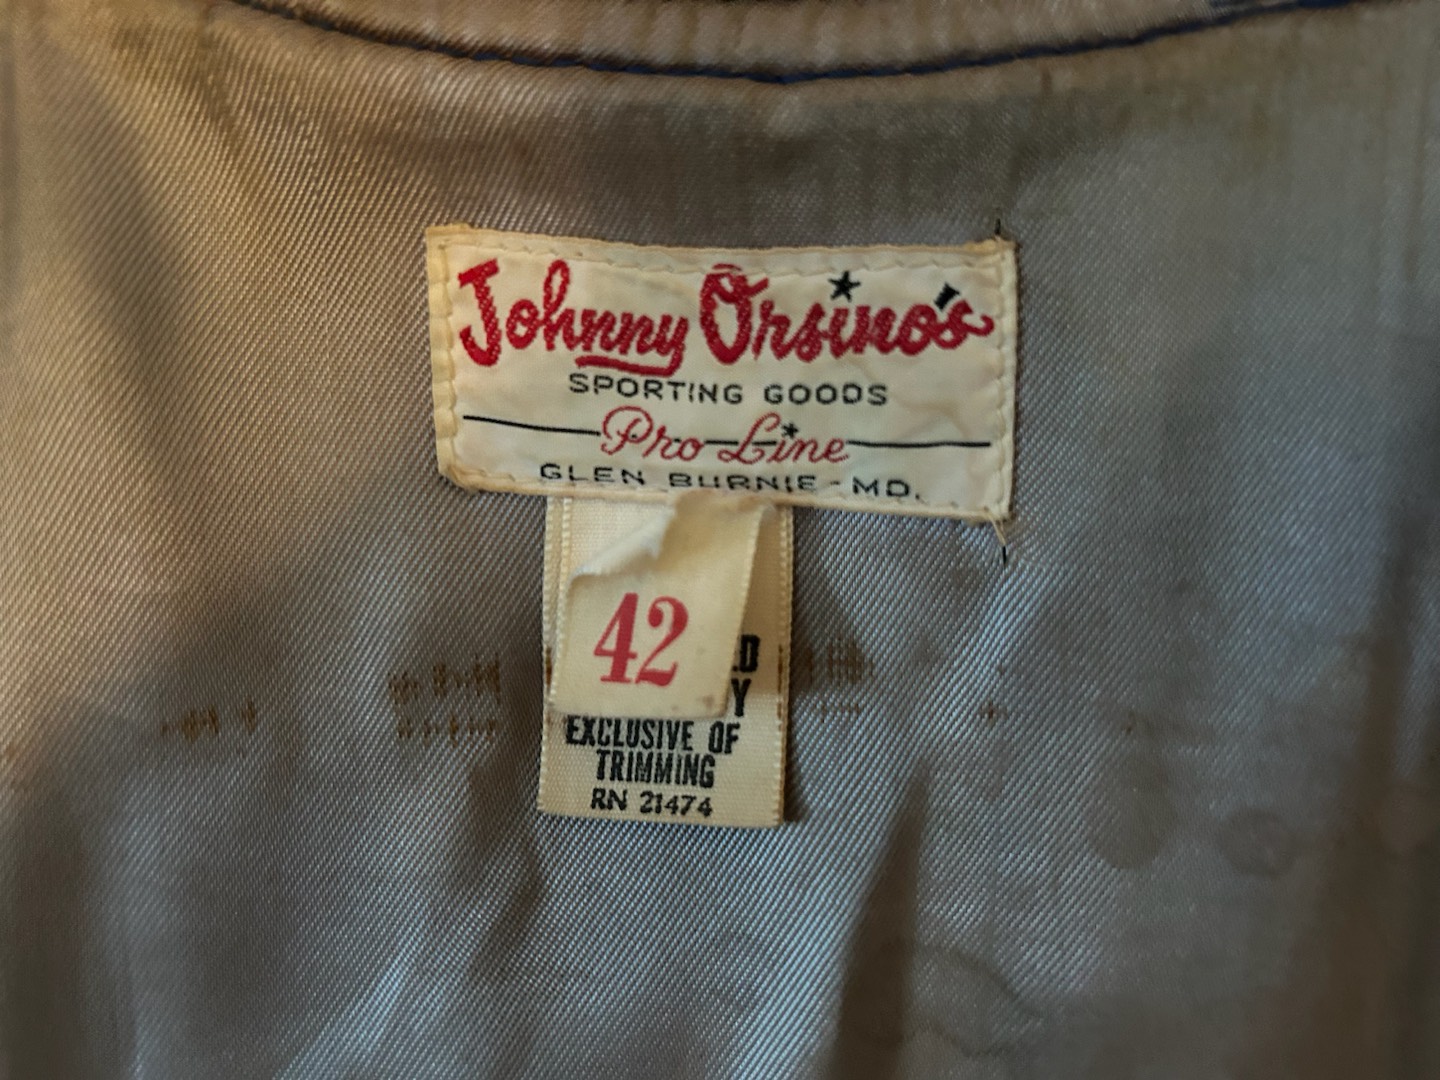 Johnny Orsino's
SPORTING GOODS
Pro Line
GLEN BURNIE - MD.
42
EXCLUSIVE OF
TRIMMING
RN 21474